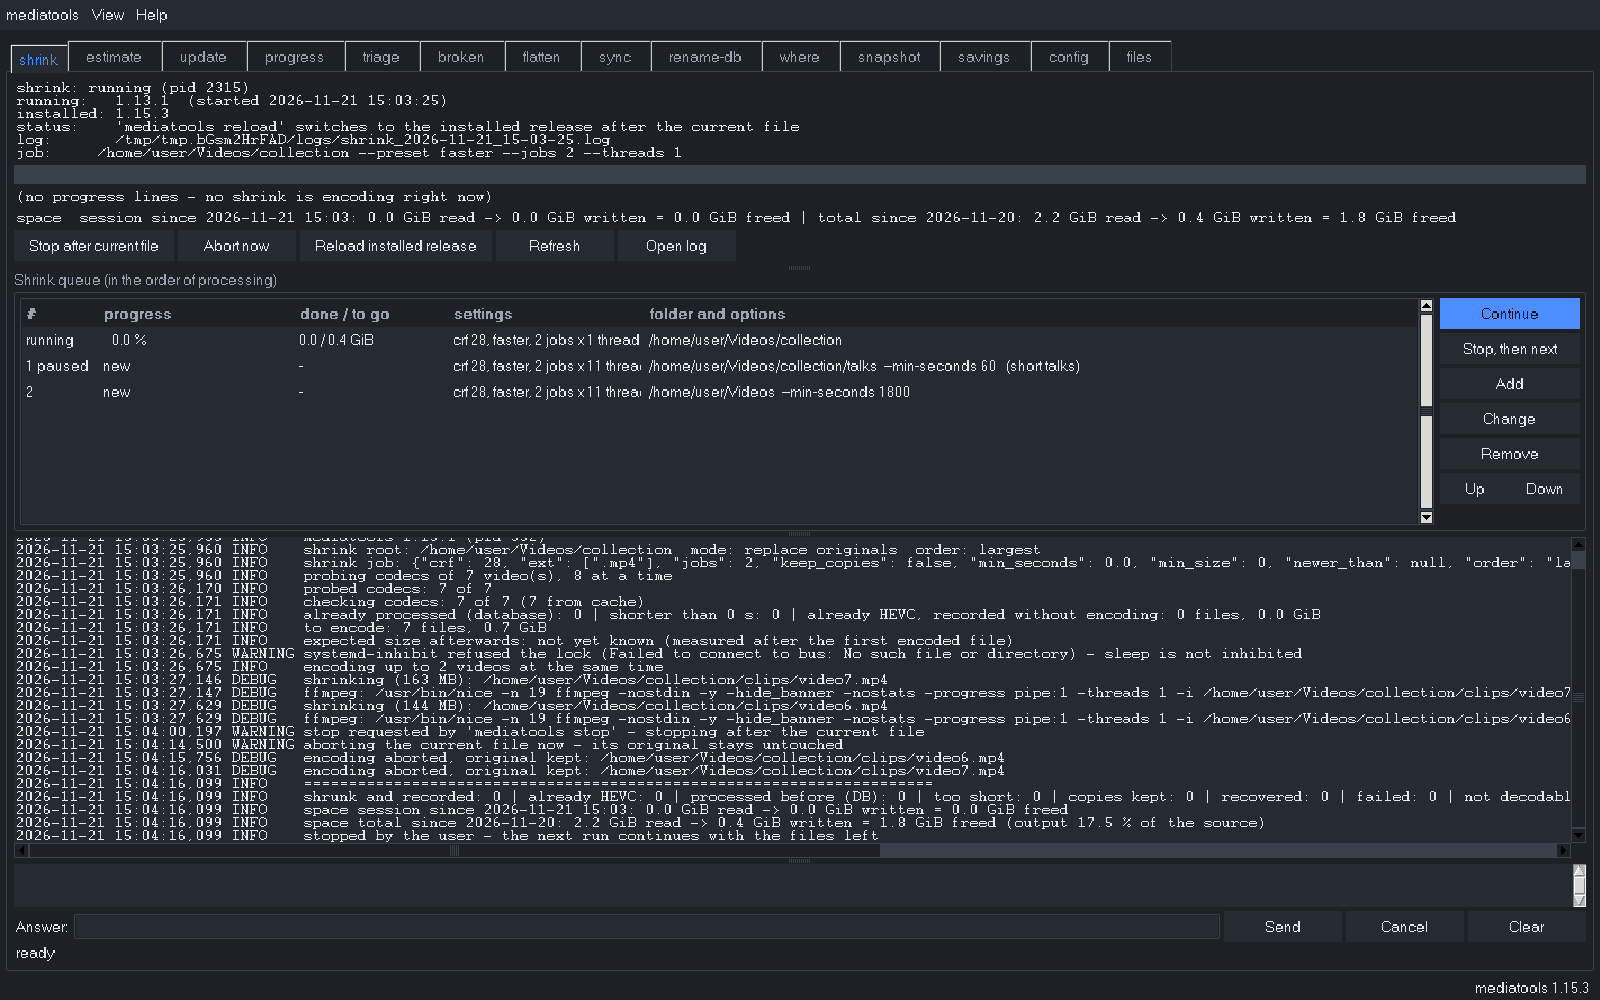 mediatools View Help
shrink estimate update progress triage broken flatten sync rename-db where snapshot savings config files
shrink: running (pid 2315)
running: 1.13.1 (started 2026-11-21 15:03:25)
installed: 1.15.3
status: 'mediatools reload' switches to the installed release after the current file
log: /tmp/tmp.bGsm2HrFAD/logs/shrink_2026-11-21_15-03-25.log
job: /home/user/Videos/collection --preset faster --jobs 2 --threads 1
(no progress lines - no shrink is encoding right now)
space session since 2026-11-21 15:03: 0.0 GiB read -> 0.0 GiB written = 0.0 GiB freed | total since 2026-11-20: 2.2 GiB read -> 0.4 GiB written = 1.8 GiB freed
Stop after current file Abort now Reload installed release Refresh Open log
Shrink queue (in the order of processing)
# progress done / to go settings folder and options
running 0.0 % 0.0 / 0.4 GiB crf 28, faster, 2 jobs x 1 thread /home/user/Videos/collection
1 paused new - crf 28, faster, 2 jobs x 11 threa /home/user/Videos/collection/talks --min-seconds 60 (short talks)
2 new - crf 28, faster, 2 jobs x 11 threa /home/user/Videos --min-seconds 1800
Continue
Stop, then next
Add
Change
Remove
Up Down
2026-11-21 15:03:25,960 INFO shrink root: /home/user/Videos/collection mode: replace originals order: largest
2026-11-21 15:03:25,960 INFO shrink job: {"crf": 28, "ext": [".mp4"], "jobs": 2, "keep_copies": false, "min_seconds": 0.0, "min_size": 0, "newer_than": null, "order": "la
2026-11-21 15:03:25,960 INFO probing codecs of 7 video(s), 8 at a time
2026-11-21 15:03:26,170 INFO probed codecs: 7 of 7
2026-11-21 15:03:26,171 INFO checking codecs: 7 of 7 (7 from cache)
2026-11-21 15:03:26,171 INFO already processed (database): 0 | shorter than 0 s: 0 | already HEVC, recorded without encoding: 0 files, 0.0 GiB
2026-11-21 15:03:26,171 INFO to encode: 7 files, 0.7 GiB
2026-11-21 15:03:26,171 INFO expected size afterwards: not yet known (measured after the first encoded file)
2026-11-21 15:03:26,675 WARNING systemd-inhibit refused the lock (Failed to connect to bus: No such file or directory) - sleep is not inhibited
2026-11-21 15:03:26,675 INFO encoding up to 2 videos at the same time
2026-11-21 15:03:27,146 DEBUG shrinking (163 MB): /home/user/Videos/collection/clips/video7.mp4
2026-11-21 15:03:27,147 DEBUG ffmpeg: /usr/bin/nice -n 19 ffmpeg -nostdin -y -hide_banner -nostats -progress pipe:1 -threads 1 -i /home/user/Videos/collection/clips/video7
2026-11-21 15:03:27,629 DEBUG shrinking (144 MB): /home/user/Videos/collection/clips/video6.mp4
2026-11-21 15:03:27,629 DEBUG ffmpeg: /usr/bin/nice -n 19 ffmpeg -nostdin -y -hide_banner -nostats -progress pipe:1 -threads 1 -i /home/user/Videos/collection/clips/video6
2026-11-21 15:04:00,197 WARNING stop requested by 'mediatools stop' - stopping after the current file
2026-11-21 15:04:14,500 WARNING aborting the current file now - its original stays untouched
2026-11-21 15:04:15,756 DEBUG encoding aborted, original kept: /home/user/Videos/collection/clips/video6.mp4
2026-11-21 15:04:16,031 DEBUG encoding aborted, original kept: /home/user/Videos/collection/clips/video7.mp4
2026-11-21 15:04:16,099 INFO ======================================================================
2026-11-21 15:04:16,099 INFO shrunk and recorded: 0 | already HEVC: 0 | processed before (DB): 0 | too short: 0 | copies kept: 0 | recovered: 0 | failed: 0 | not decodabl
2026-11-21 15:04:16,099 INFO space session since 2026-11-21 15:03: 0.0 GiB read -> 0.0 GiB written = 0.0 GiB freed
2026-11-21 15:04:16,099 INFO space total since 2026-11-20: 2.2 GiB read -> 0.4 GiB written = 1.8 GiB freed (output 17.5 % of the source)
2026-11-21 15:04:16,099 INFO stopped by the user - the next run continues with the files left
Answer: Send Cancel Clear
ready
mediatools 1.15.3